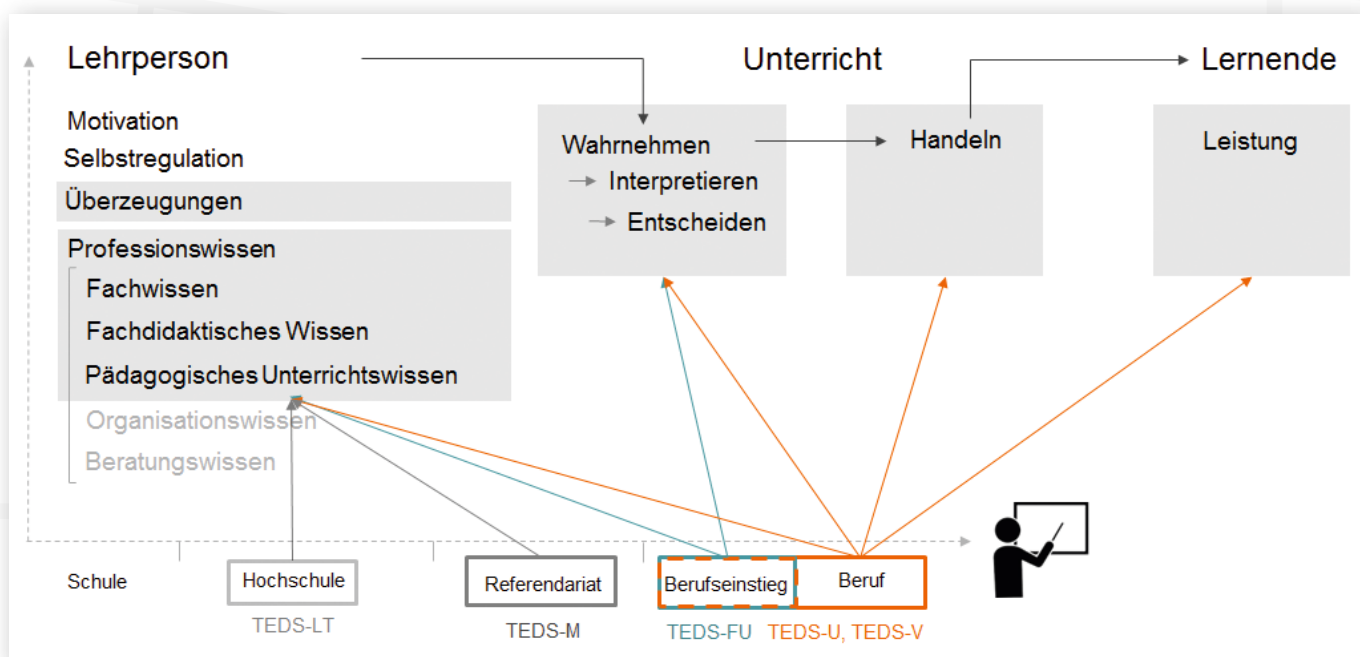 Lehrperson
Unterricht
Lernende
Motivation
Selbstregulation
Überzeugungen
Professionswissen
Fachwissen
Fachdidaktisches Wissen
Pädagogisches Unterrichtswissen
Organisationswissen
Beratungswissen
Wahrnehmen
Interpretieren
Entscheiden
Handeln
Leistung
Schule
Hochschule
Referendariat
Berufseinstieg
Beruf
TEDS-LT
TEDS-M
TEDS-FU
TEDS-U, TEDS-V